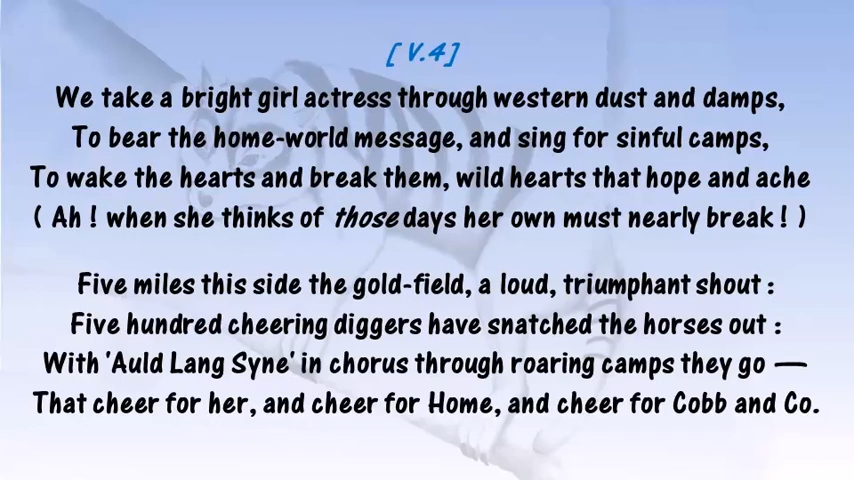 [ V.4 ]
We take a bright girl actress through western dust and damps,
To bear the home-world message, and sing for sinful camps,
To wake the hearts and break them, wild hearts that hope and ache
( Ah ! when she thinks of those days her own must nearly break ! )
Five miles this side the gold-field, a loud, triumphant shout :
Five hundred cheering diggers have snatched the horses out :
With 'Auld Lang Syne' in chorus through roaring camps they go —
That cheer for her, and cheer for Home, and cheer for Cobb and Co.